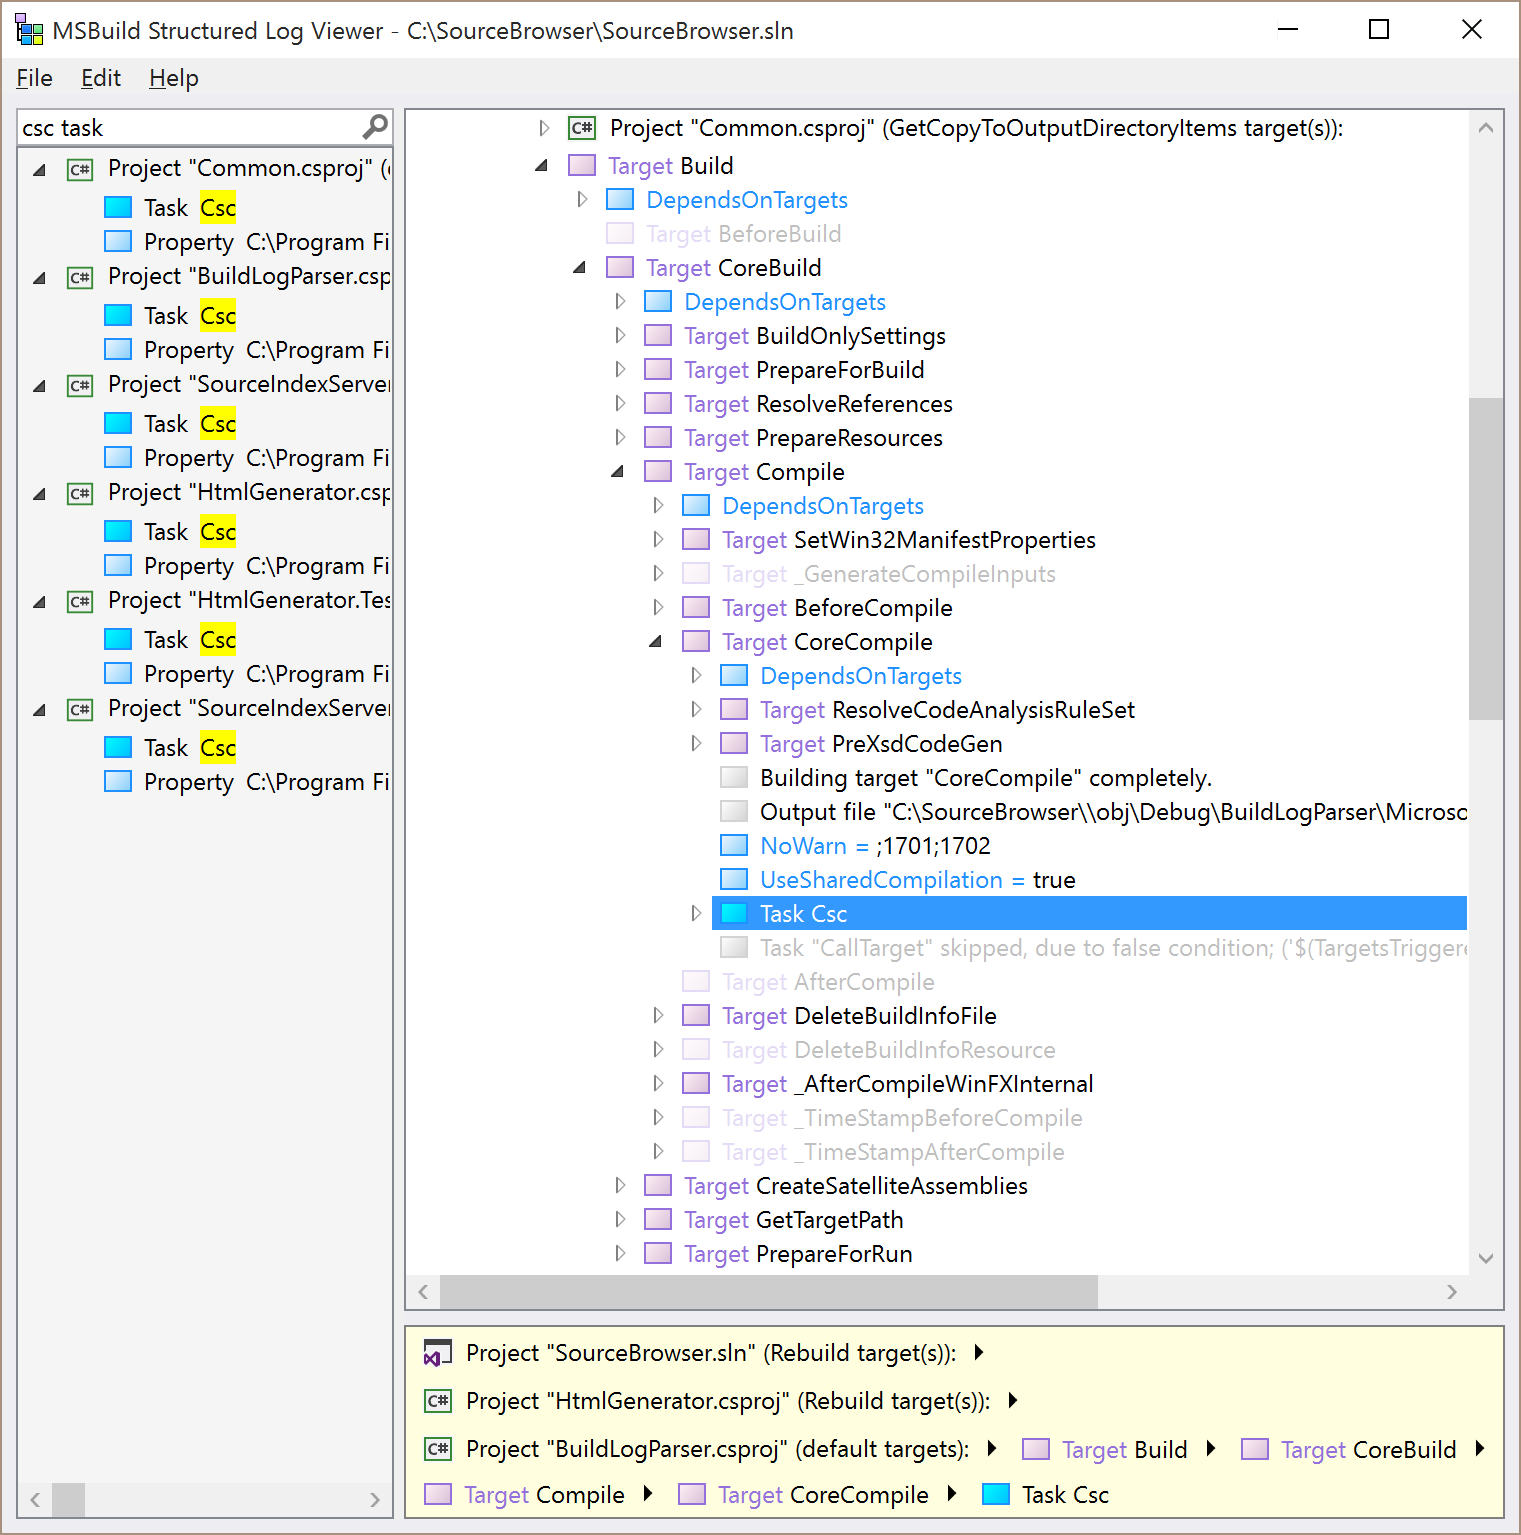 MSBuild Structured Log Viewer - C:\SourceBrowser\SourceBrowser.sln
File Edit Help
csc task
Project "Common.csproj" (
Task Csc
Property C:\Program Fi
Project "BuildLogParser.csp
Task Csc
Property C:\Program Fi
Project "SourceIndexServer
Task Csc
Property C:\Program Fi
Project "HtmlGenerator.csp
Task Csc
Property C:\Program Fi
Project "HtmlGenerator.Tes
Task Csc
Property C:\Program Fi
Project "SourceIndexServer
Task Csc
Property C:\Program Fi
C# Project "Common.csproj" (GetCopyToOutputDirectoryItems target(s)):
Target Build
DependsOnTargets
Target BeforeBuild
Target CoreBuild
DependsOnTargets
Target BuildOnlySettings
Target PrepareForBuild
Target ResolveReferences
Target PrepareResources
Target Compile
DependsOnTargets
Target SetWin32ManifestProperties
Target _GenerateCompileInputs
Target BeforeCompile
Target CoreCompile
DependsOnTargets
Target ResolveCodeAnalysisRuleSet
Target PreXsdCodeGen
Building target "CoreCompile" completely.
Output file "C:\SourceBrowser\\obj\Debug\BuildLogParser\Microso
NoWarn = ;1701;1702
UseSharedCompilation = true
Task Csc
Task "CallTarget" skipped, due to false condition; ('$(TargetsTriggere
Target AfterCompile
Target DeleteBuildInfoFile
Target DeleteBuildInfoResource
Target _AfterCompileWinFXInternal
Target _TimeStampBeforeCompile
Target _TimeStampAfterCompile
Target CreateSatelliteAssemblies
Target GetTargetPath
Target PrepareForRun
Project "SourceBrowser.sln" (Rebuild target(s)):
C# Project "HtmlGenerator.csproj" (Rebuild target(s)):
C# Project "BuildLogParser.csproj" (default targets): Target Build Target CoreBuild
Target Compile Target CoreCompile Task Csc